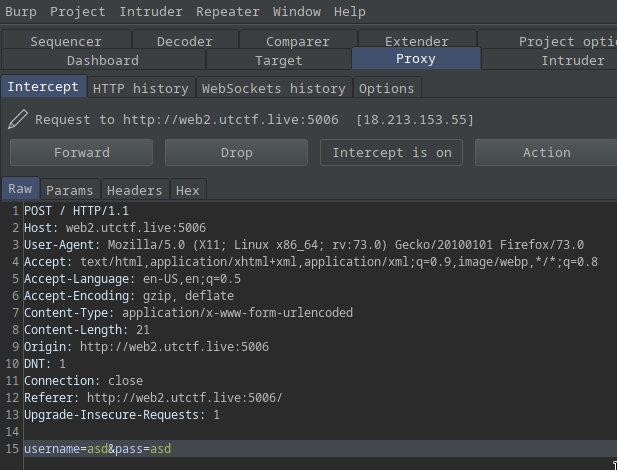 Burp Project Intruder Repeater Window Help
Sequencer Decoder Comparer Extender Project opti
Dashboard Target Proxy Intruder
Intercept HTTP history WebSockets history Options
Request to http://web2.utctf.live:5006 [18.213.153.55]
Forward Drop Intercept is on Action
Raw Params Headers Hex
1 POST / HTTP/1.1
2 Host: web2.utctf.live:5006
3 User-Agent: Mozilla/5.0 (X11; Linux x86_64; rv:73.0) Gecko/20100101 Firefox/73.0
4 Accept: text/html,application/xhtml+xml,application/xml;q=0.9,image/webp,*/*;q=0.8
5 Accept-Language: en-US,en;q=0.5
6 Accept-Encoding: gzip, deflate
7 Content-Type: application/x-www-form-urlencoded
8 Content-Length: 21
9 Origin: http://web2.utctf.live:5006
10 DNT: 1
11 Connection: close
12 Referer: http://web2.utctf.live:5006/
13 Upgrade-Insecure-Requests: 1
14
15 username=asd&pass=asd